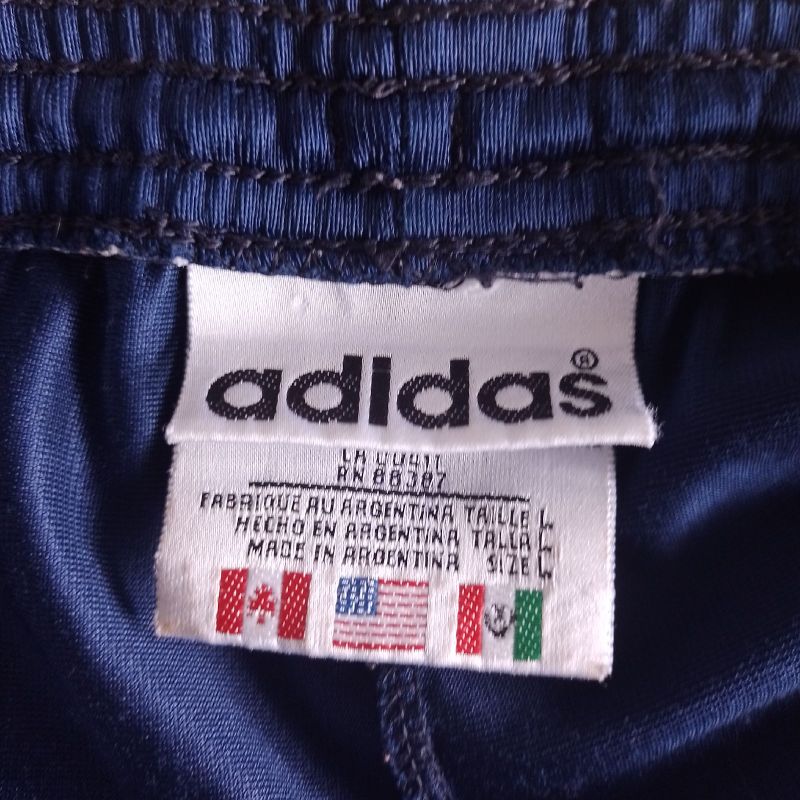 adidas®
RN 88387
FABRIQUE AU ARGENTINA TAILLE L
HECHO EN ARGENTINA TALLA L
MADE IN ARGENTINA SIZE L